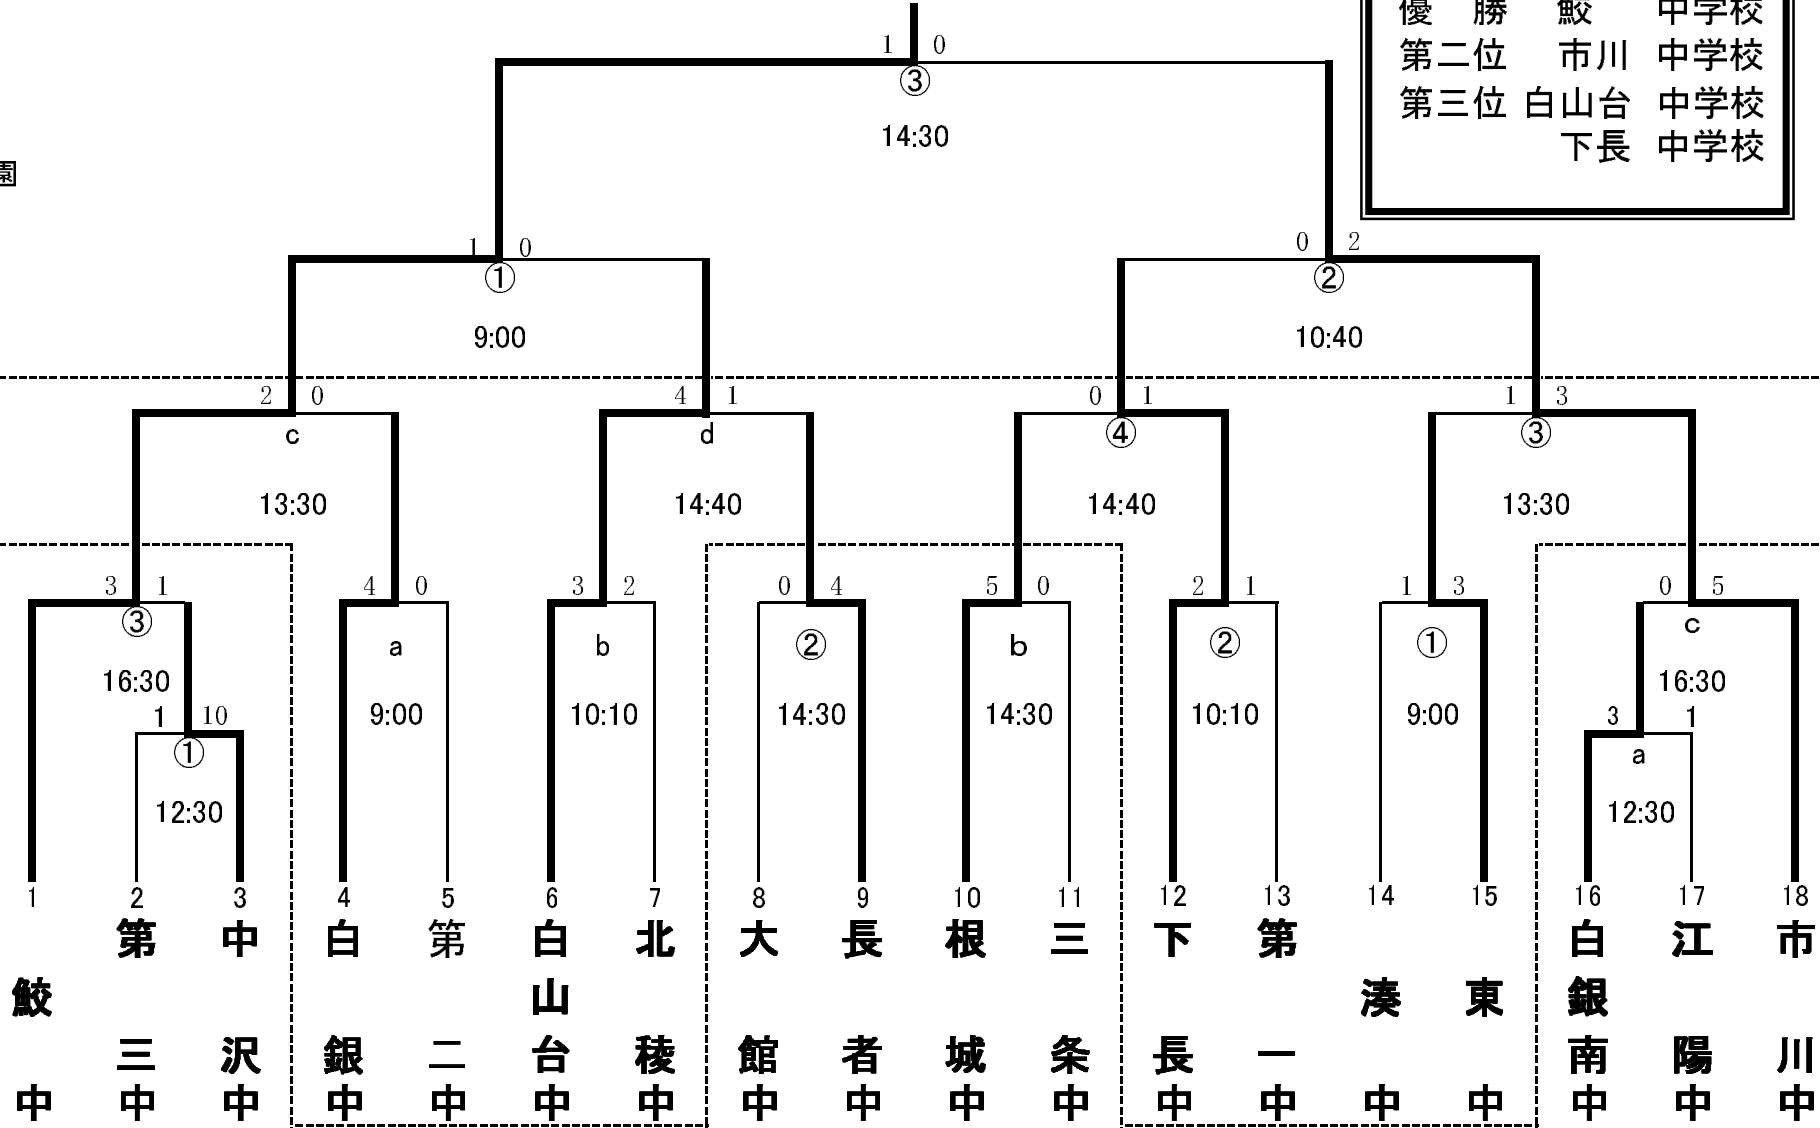 優勝 鮫 中学校
第二位 市川 中学校
第三位 白山台 中学校
下長 中学校
園
1 0
③
14:30
1 0
①
9:00
0 2
②
10:40
2 0
c
13:30
4 1
d
14:40
0 1
④
14:40
1 3
③
13:30
3 1
③
16:30
4 0
a
9:00
3 2
b
10:10
0 4
②
14:30
5 0
b
14:30
2 1
②
10:10
1 3
①
9:00
0 5
c
16:30
1 10
①
12:30
3 1
a
12:30
1 2 3 4 5 6 7 8 9 10 11 12 13 14 15 16 17 18
鮫中
第三中
中沢中
白銀中
第二中
白山台中
北稜中
大館中
長者中
根城中
三条中
下長中
第一中
湊中
東中
白銀南中
江陽中
市川中